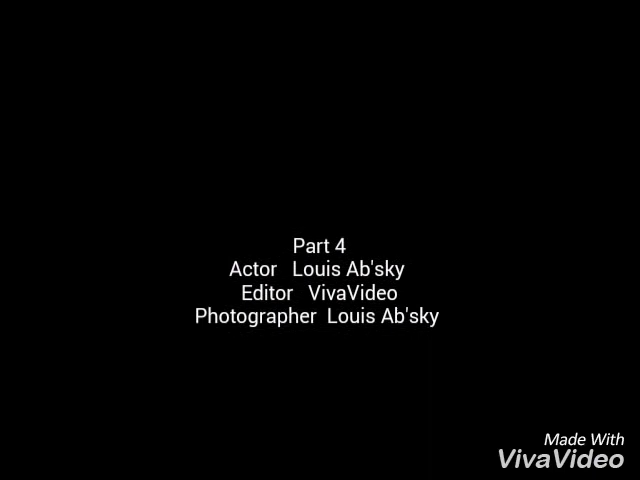 Part 4
Actor Louis Ab'sky
Editor VivaVideo
Photographer Louis Ab'sky
Made With
VivaVideo